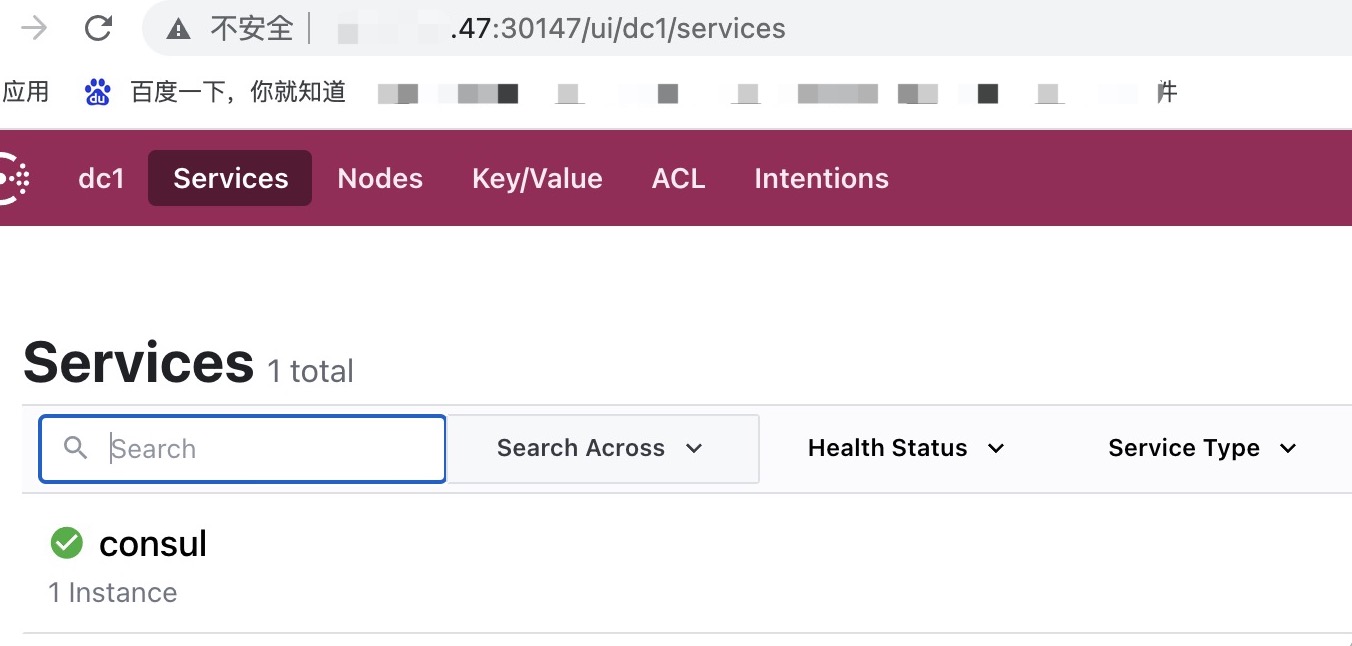 不安全 .47:30147/ui/dc1/services
应用 百度一下，你就知道 件
dc1 Services Nodes Key/Value ACL Intentions
Services 1 total
Search Search Across Health Status Service Type
consul
1 Instance